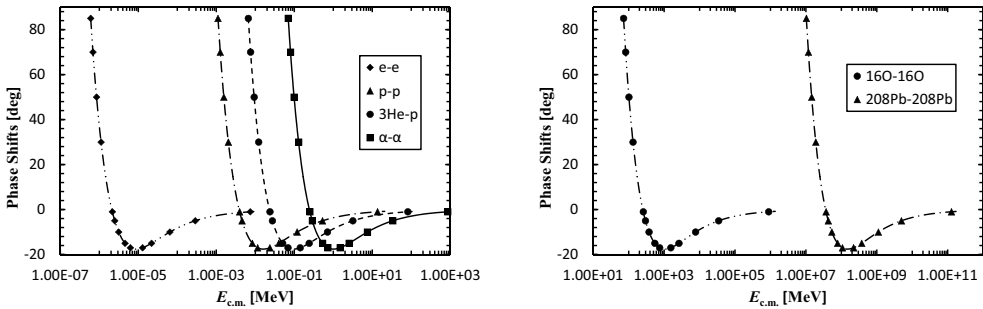 80
60
40
20
0
-20
Phase Shifts [deg]
e-e
p-p
3He-p
α-α
1.00E-07 1.00E-05 1.00E-03 1.00E-01 1.00E+01 1.00E+03
Ec.m. [MeV]
80
60
40
20
0
-20
Phase Shifts [deg]
16O-16O
208Pb-208Pb
1.00E+01 1.00E+03 1.00E+05 1.00E+07 1.00E+09 1.00E+11
Ec.m. [MeV]